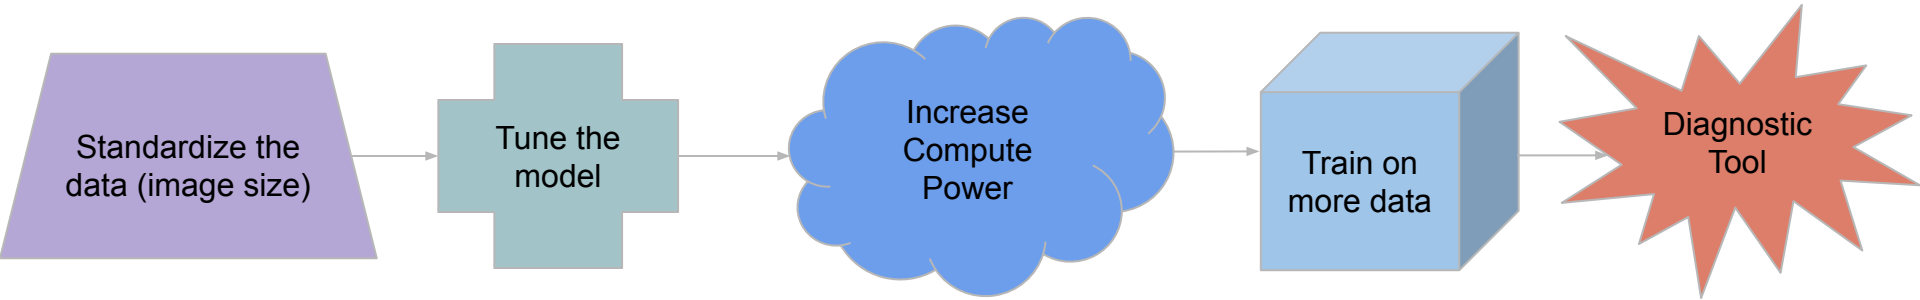 Standardize the
data (image size)
Tune the
model
Increase
Compute
Power
Train on
more data
Diagnostic
Tool